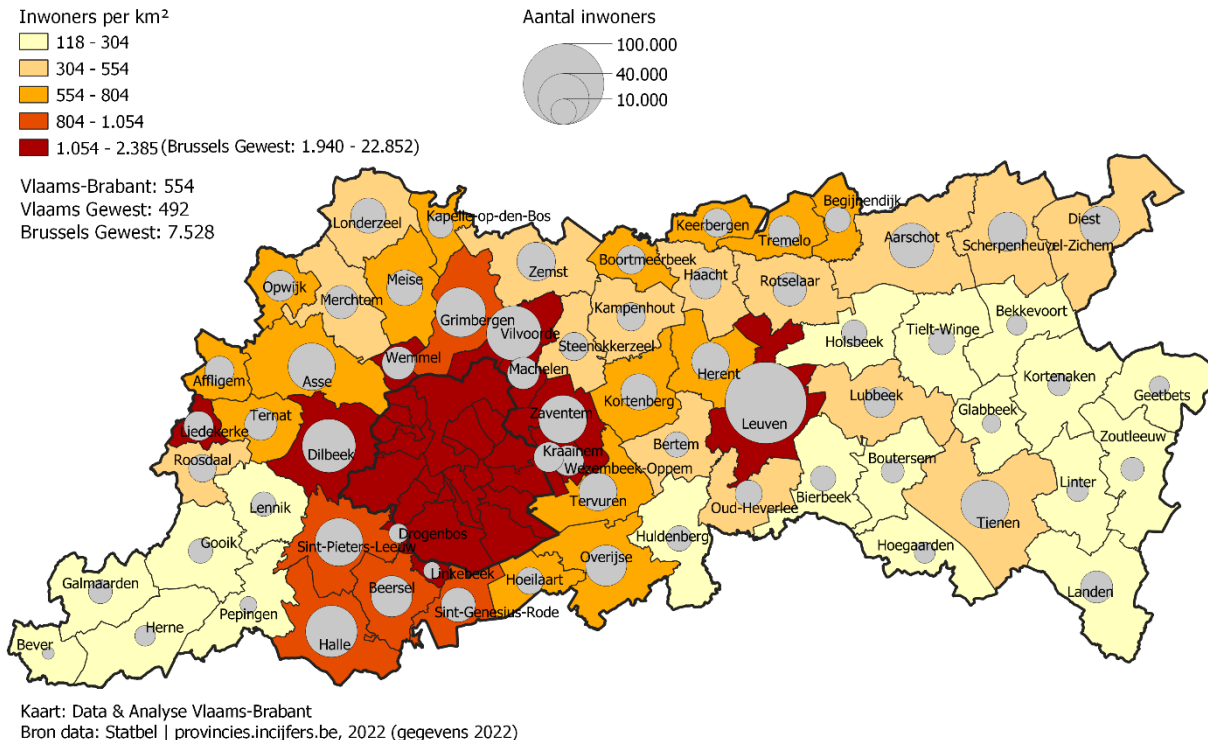 Inwoners per km²
118 - 304
304 - 554
554 - 804
804 - 1.054
1.054 - 2.385 (Brussels Gewest: 1.940 - 22.852)
Aantal inwoners
100.000
40.000
10.000
Vlaams-Brabant: 554
Vlaams Gewest: 492
Brussels Gewest: 7.528
Londerzeel
Kapelle-op-den-Bos
Keerbergen
Tremelo
Begijnendijk
Aarschot
Scherpenheuvel-Zichem
Diest
Opwijk
Merchtem
Meise
Zemst
Boortmeerbeek
Haacht
Rotselaar
Grimbergen
Vilvoorde
Kampenhout
Steenokkerzeel
Holsbeek
Tielt-Winge
Bekkevoort
Affligem
Asse
Wemmel
Machelen
Herent
Kortenberg
Kortenaken
Geetbets
Liedekerke
Ternat
Dilbeek
Zaventem
Leuven
Lubbeek
Glabbeek
Zoutleeuw
Roosdaal
Kraainem
Wezembeek-Oppem
Bertem
Boutersem
Linter
Lennik
Tervuren
Oud-Heverlee
Bierbeek
Tienen
Gooik
Sint-Pieters-Leeuw
Drogenbos
Huldenberg
Hoegaarden
Galmaarden
Linkebeek
Hoeilaart
Overijse
Landen
Pepingen
Beersel
Sint-Genesius-Rode
Bever
Herne
Halle
Kaart: Data & Analyse Vlaams-Brabant
Bron data: Statbel | provincies.incijfers.be, 2022 (gegevens 2022)